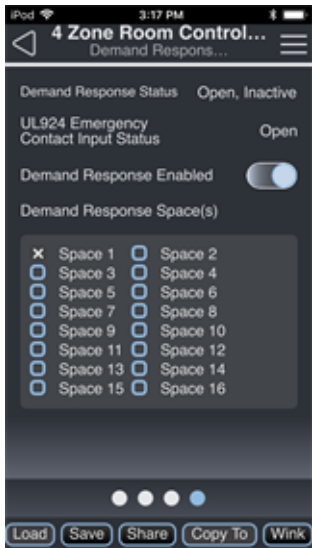 iPod 3:17 PM
4 Zone Room Control...
Demand Respons...
Demand Response Status Open, Inactive
UL924 Emergency
Contact Input Status Open
Demand Response Enabled
Demand Response Space(s)
Space 1 Space 2
Space 3 Space 4
Space 5 Space 6
Space 7 Space 8
Space 9 Space 10
Space 11 Space 12
Space 13 Space 14
Space 15 Space 16
Load Save Share Copy To Wink